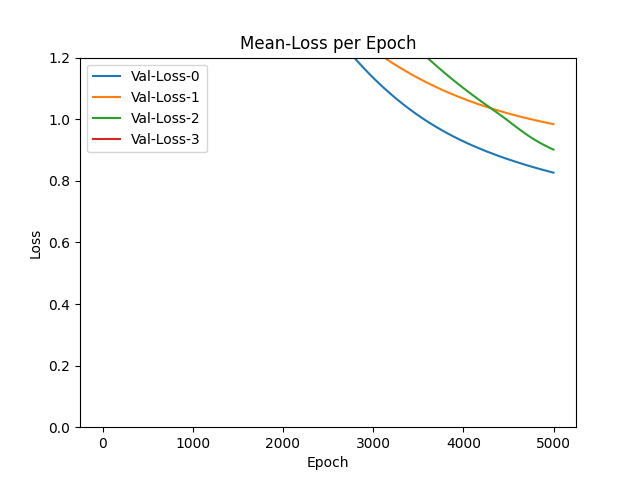 Mean-Loss per Epoch
1.2
1.0
0.8
0.6
0.4
0.2
0.0
Loss
Val-Loss-0
Val-Loss-1
Val-Loss-2
Val-Loss-3
0 1000 2000 3000 4000 5000
Epoch